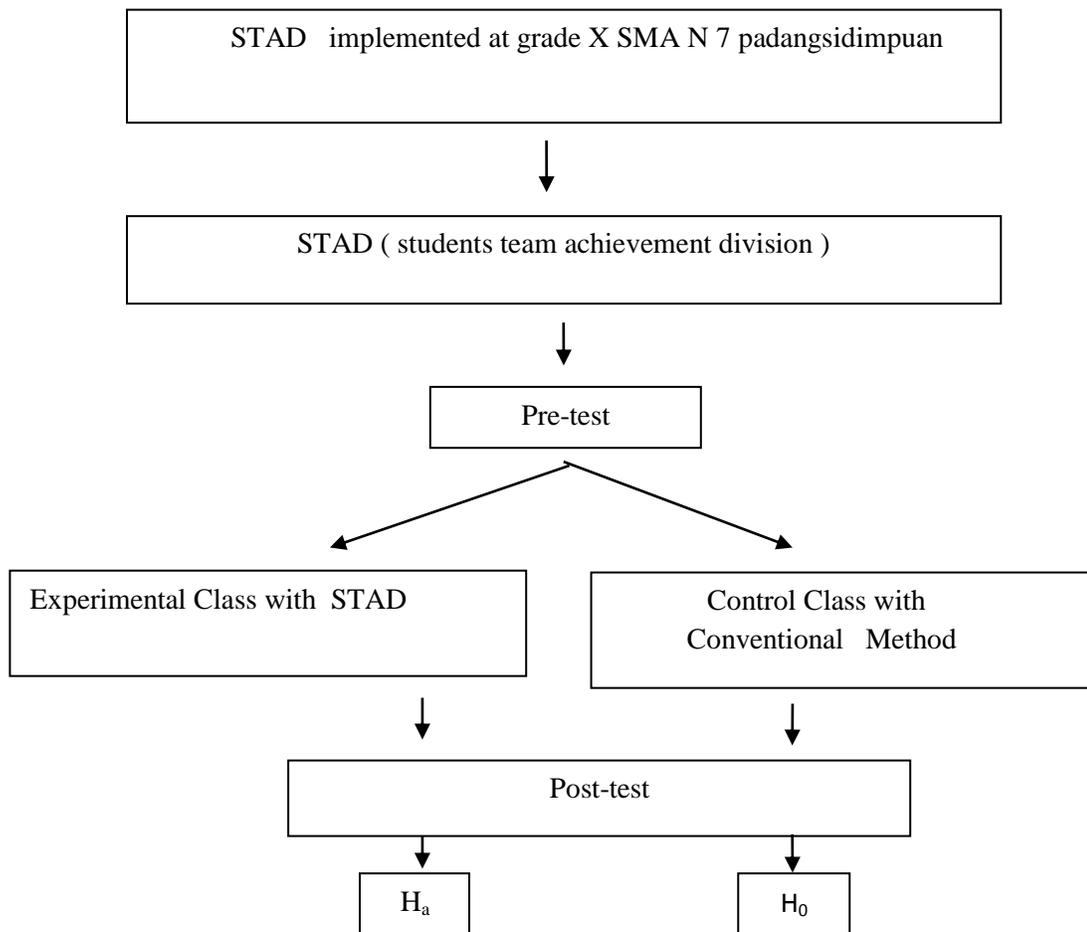 STAD implemented at grade X SMA N 7 padangsidimpuan
STAD ( students team achievement division )
Pre-test
Experimental Class with STAD
Control Class with
Conventional Method
Post-test
Hₐ
H₀